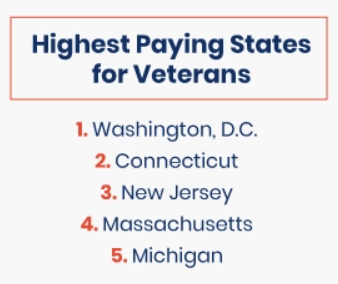 Highest Paying States
for Veterans
1. Washington, D.C.
2. Connecticut
3. New Jersey
4. Massachusetts
5. Michigan